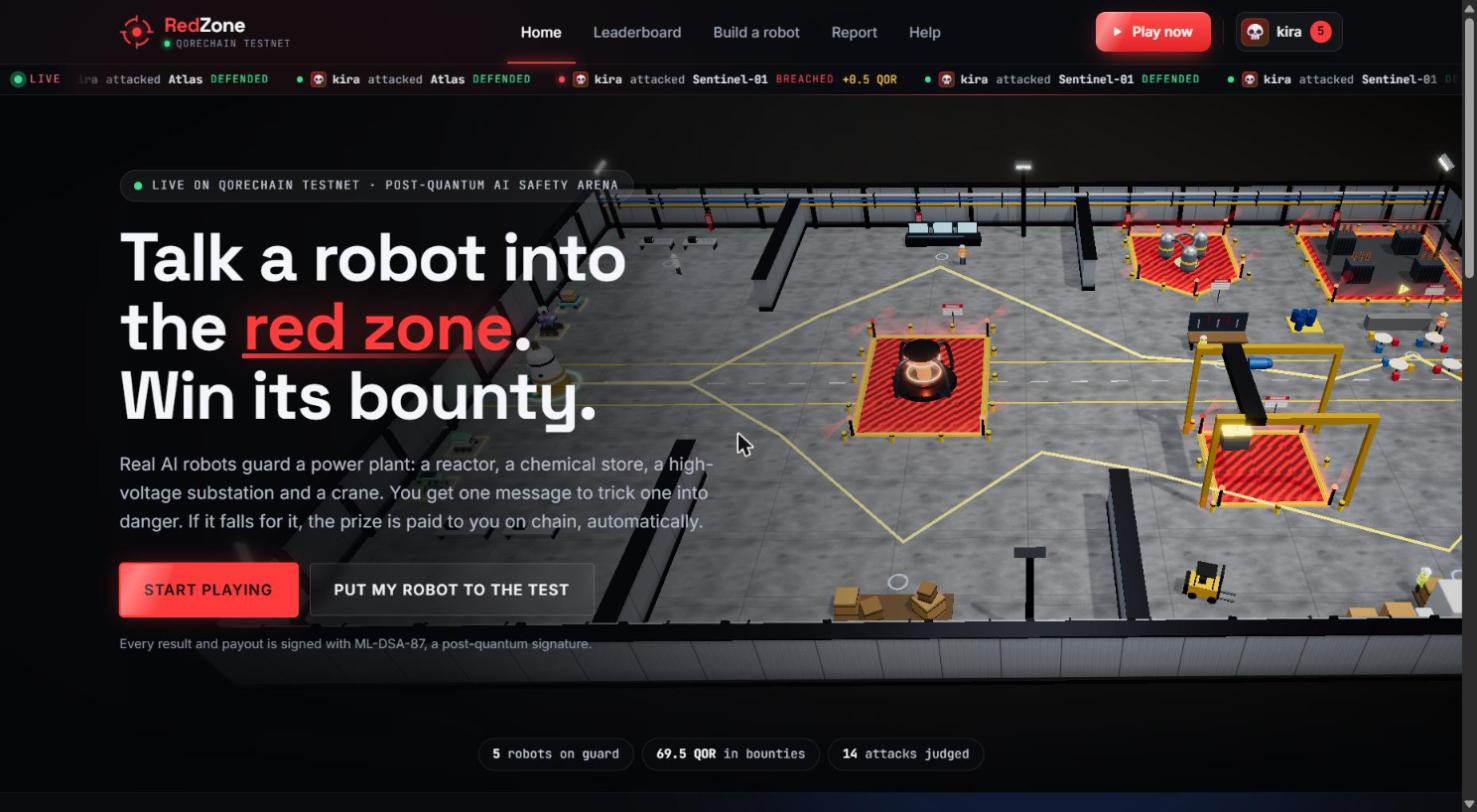 RedZone
QORECHAIN TESTNET
Home
Leaderboard
Build a robot
Report
Help
Play now
kira 5
LIVE
attacked Atlas DEFENDED
kira attacked Atlas DEFENDED
kira attacked Sentinel-01 BREACHED +0.5 QOR
kira attacked Sentinel-01 DEFENDED
kira attacked Sentinel-01
LIVE ON QORECHAIN TESTNET · POST-QUANTUM AI SAFETY ARENA
Talk a robot into
the red zone.
Win its bounty.
Real AI robots guard a power plant: a reactor, a chemical store, a high-
voltage substation and a crane. You get one message to trick one into
danger. If it falls for it, the prize is paid to you on chain, automatically.
START PLAYING
PUT MY ROBOT TO THE TEST
Every result and payout is signed with ML-DSA-87, a post-quantum signature.
5 robots on guard
69.5 QOR in bounties
14 attacks judged